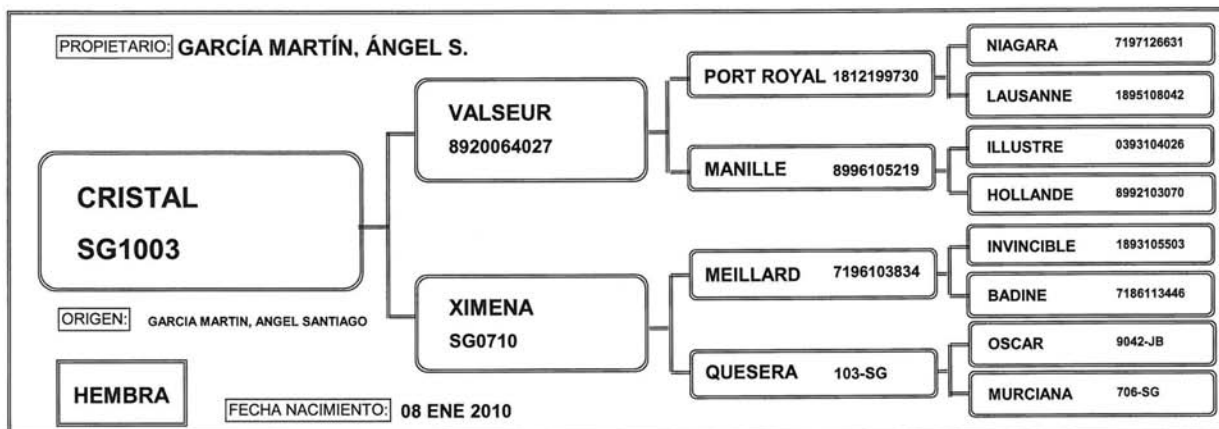 PROPIETARIO: GARCÍA MARTÍN, ÁNGEL S.
CRISTAL
SG1003
ORIGEN: GARCIA MARTIN, ANGEL SANTIAGO
HEMBRA
FECHA NACIMIENTO: 08 ENE 2010
VALSEUR
8920064027
XIMENA
SG0710
PORT ROYAL 1812199730
MANILLE 8996105219
MEILLARD 7196103834
QUESERA 103-SG
NIAGARA 7197126631
LAUSANNE 1895108042
ILLUSTRE 0393104026
HOLLANDE 8992103070
INVINCIBLE 1893105503
BADINE 7186113446
OSCAR 9042-JB
MURCIANA 706-SG